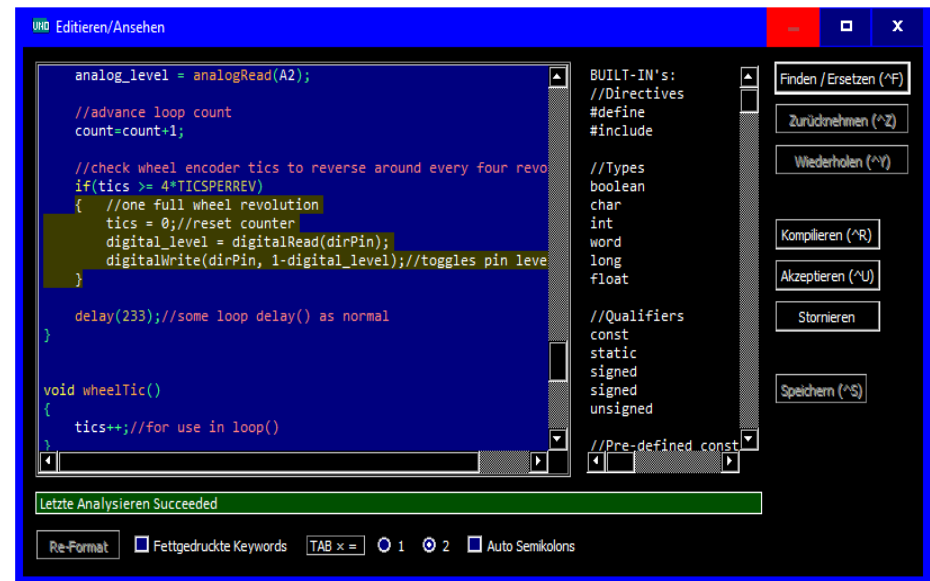 UNO Editieren/Ansehen
analog_level = analogRead(A2);
//advance loop count
count=count+1;
//check wheel encoder tics to reverse around every four revo
if(tics >= 4*TICSPERREV)
{ //one full wheel revolution
tics = 0;//reset counter
digital_level = digitalRead(dirPin);
digitalWrite(dirPin, 1-digital_level);//toggles pin leve
}
delay(233);//some loop delay() as normal
}
void wheelTic()
{
tics++;//for use in loop()
}
BUILT-IN's:
//Directives
#define
#include
//Types
boolean
char
int
word
long
float
//Qualifiers
const
static
signed
signed
unsigned
//Pre-defined const
Finden / Ersetzen (^F)
Zurücknehmen (^Z)
Wiederholen (^Y)
Kompilieren (^R)
Akzeptieren (^U)
Stornieren
Speichern (^S)
Letzte Analysieren Succeeded
Re-Format Fettgedruckte Keywords TAB × = 1 2 Auto Semikolons